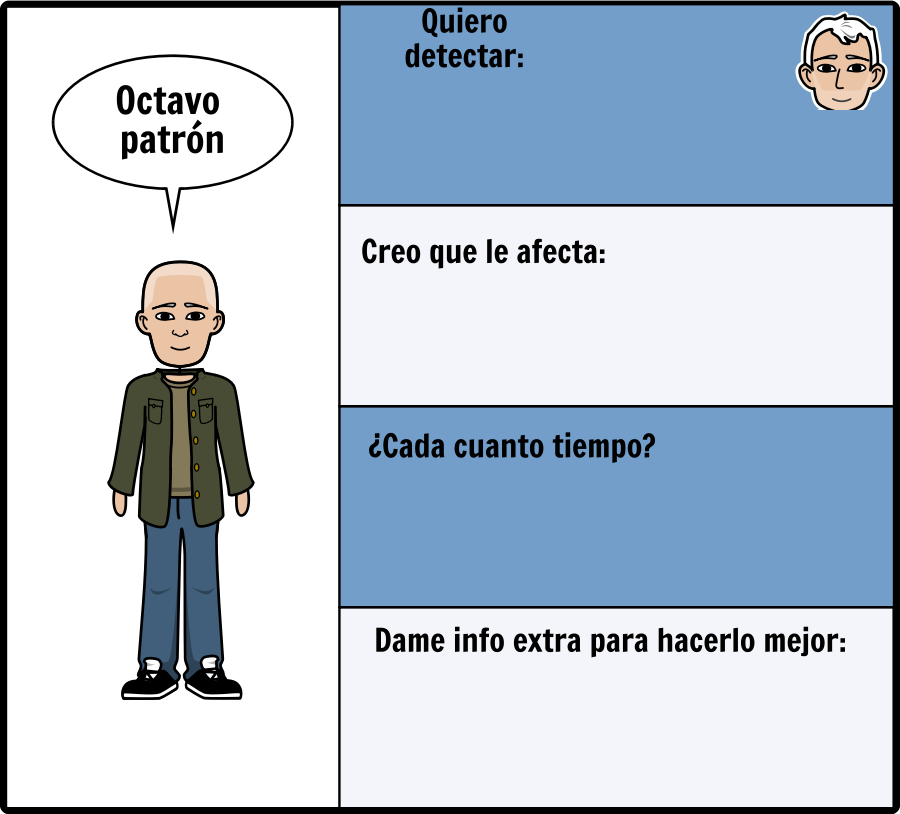 Octavo
patrón
Quiero
detectar:
Creo que le afecta:
¿Cada cuanto tiempo?
Dame info extra para hacerlo mejor: